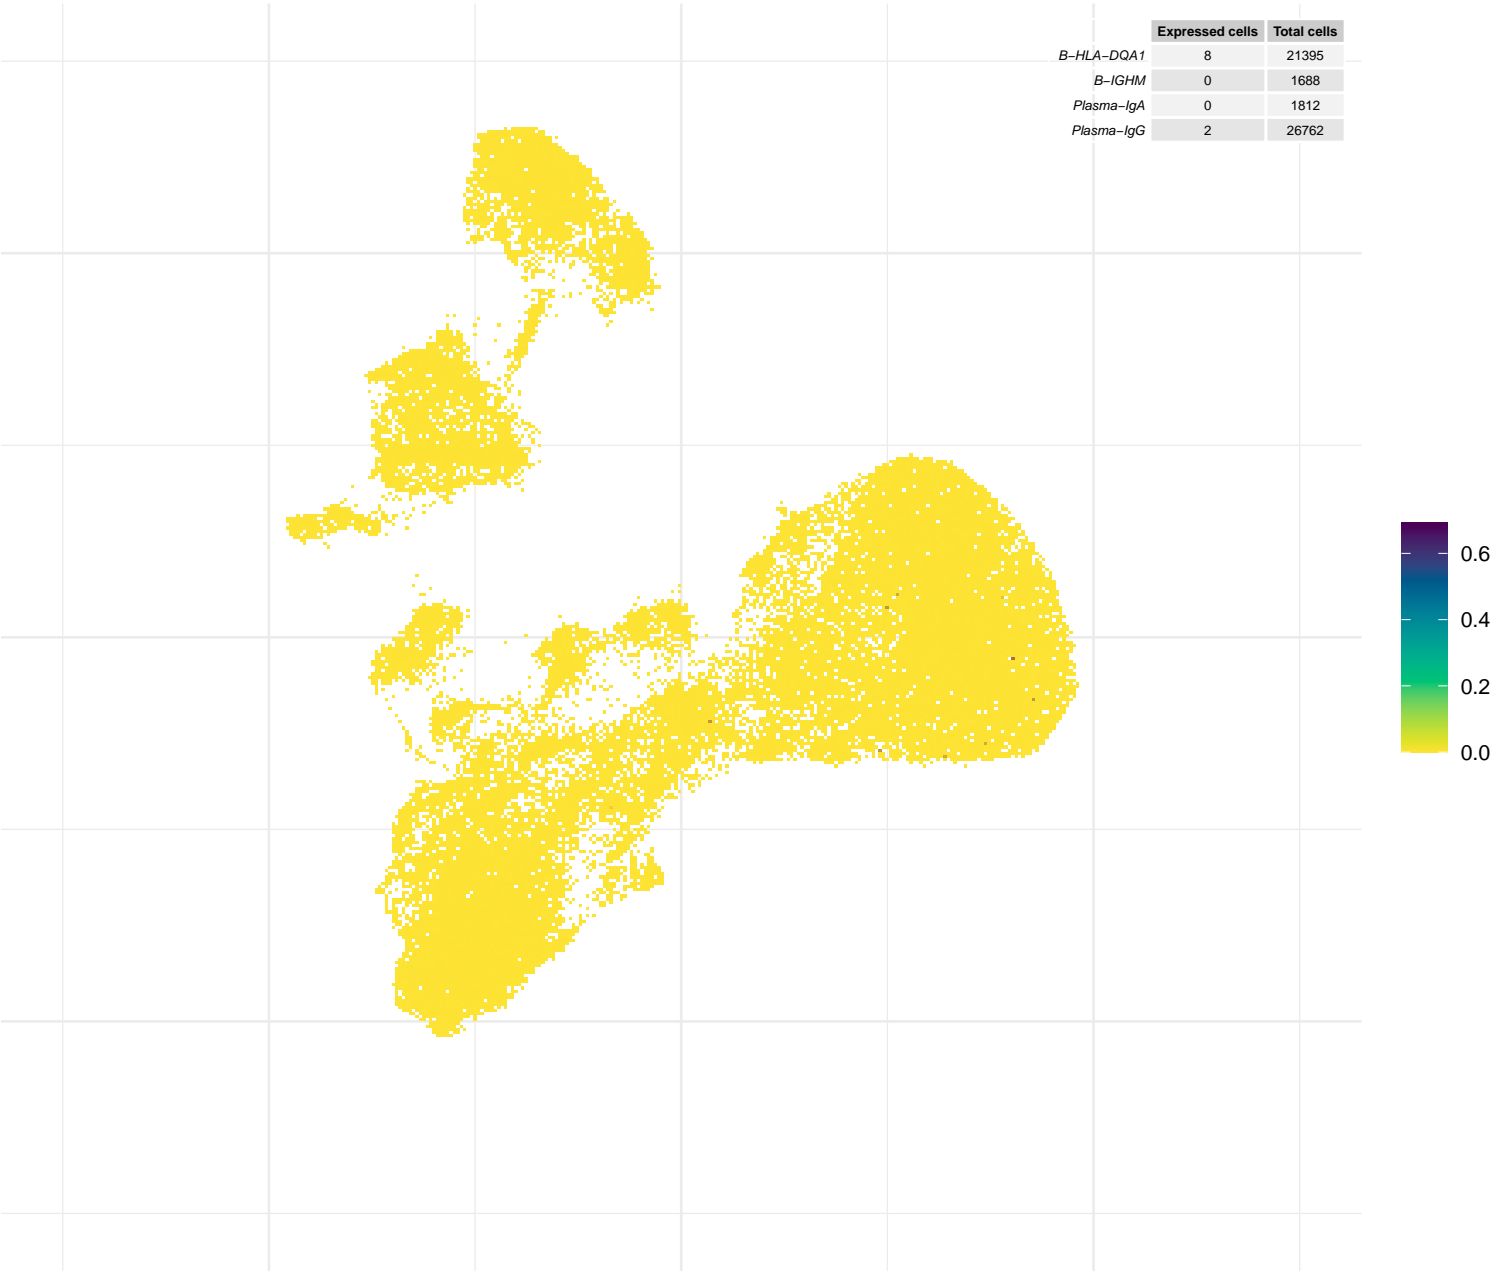 Expressed cells Total cells
B–HLA–DQA1 8 21395
B–IGHM 0 1688
Plasma–IgA 0 1812
Plasma–IgG 2 26762
0.6
0.4
0.2
0.0